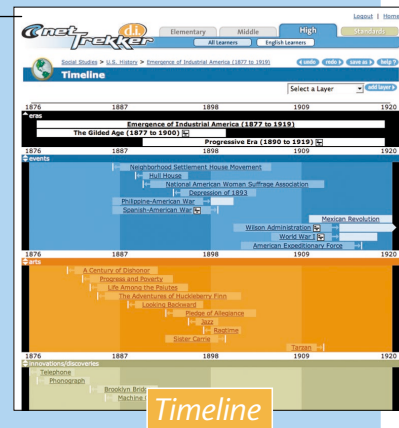 Logout | Home
net Trekker d.i.
Elementary Middle High Standards
All Learners English Learners
Social Studies > U.S. History > Emergence of Industrial America (1877 to 1919)
undo redo save as help ?
Timeline
Select a Layer add layer
1876 1887 1898 1909 1920
eras
Emergence of Industrial America (1877 to 1919)
The Gilded Age (1877 to 1900)
Progressive Era (1890 to 1919)
1876 1887 1898 1909 1920
events
Neighborhood Settlement House Movement
Hull House
National American Woman Suffrage Association
Depression of 1893
Philippine-American War
Spanish-American War
Mexican Revolution
Wilson Administration
World War I
American Expeditionary Force
1876 1887 1898 1909 1920
arts
A Century of Dishonor
Progress and Poverty
Life Among the Paiutes
The Adventures of Huckleberry Finn
Looking Backward
Pledge of Allegiance
Jazz
Ragtime
Sister Carrie
Tarzan
1876 1887 1898 1909 1920
innovations/discoveries
Telephone
Phonograph
Brooklyn Bridg
Machine
Timeline